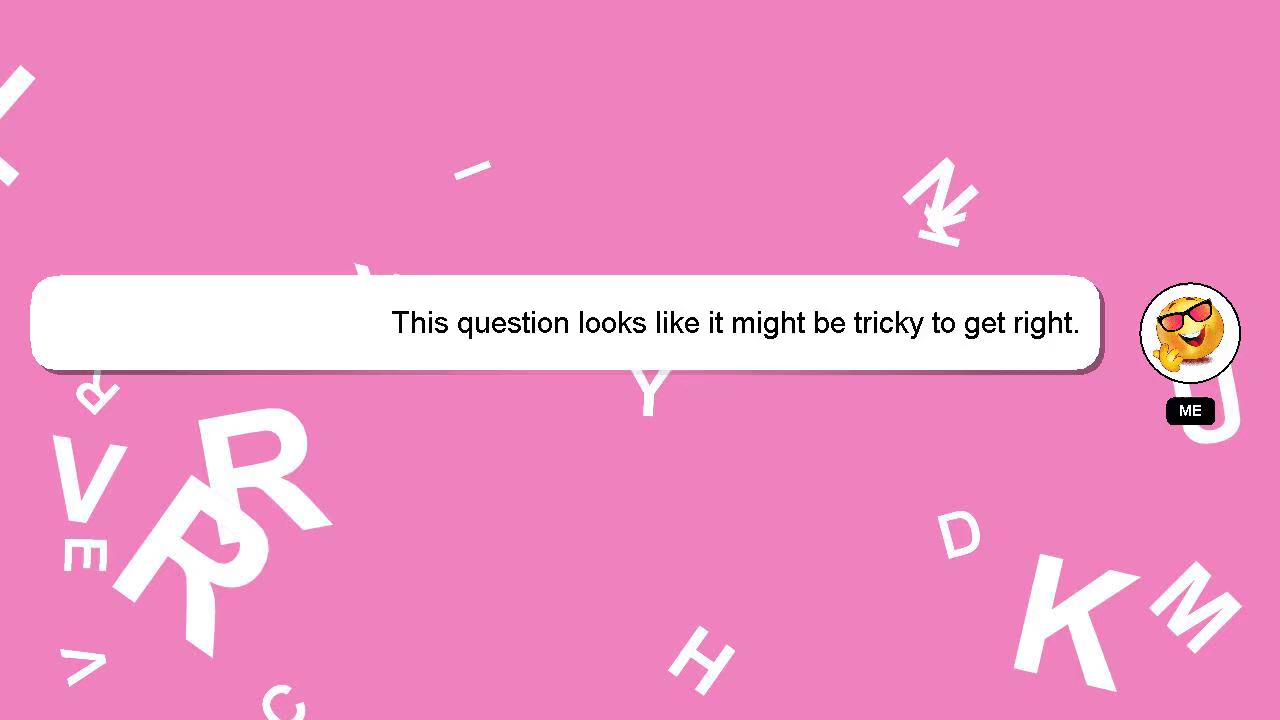 This question looks like it might be tricky to get right.
ME
I
N
K
R
Y
U
V
R
R
E
D
K
M
V
H
C